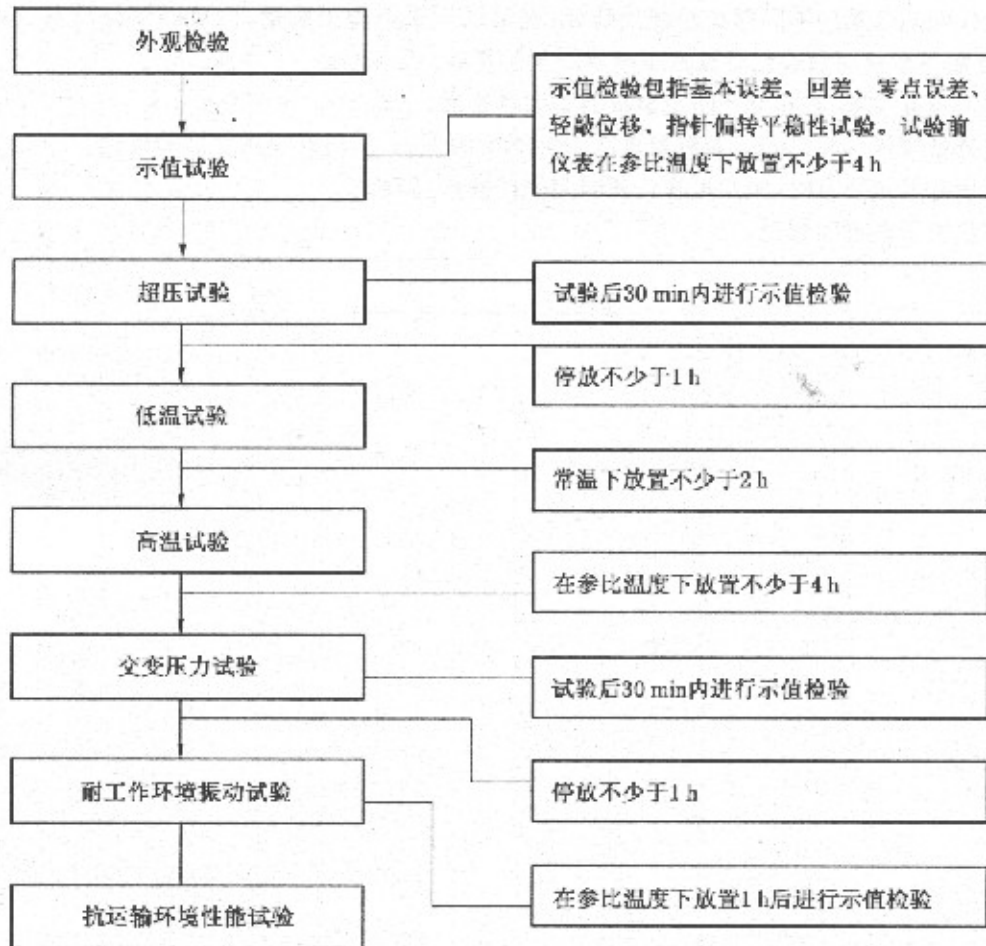 外观检验
示值检验包括基本误差、回差、零点误差、
轻敲位移、指针偏转平稳性试验。试验前
仪表在参比温度下放置不少于4 h
示值试验
超压试验
试验后30 min内进行示值检验
停放不少于1 h
低温试验
常温下放置不少于2 h
高温试验
在参比温度下放置不少于4 h
交变压力试验
试验后30 min内进行示值检验
耐工作环境振动试验
停放不少于1 h
在参比温度下放置1 h后进行示值检验
抗运输环境性能试验